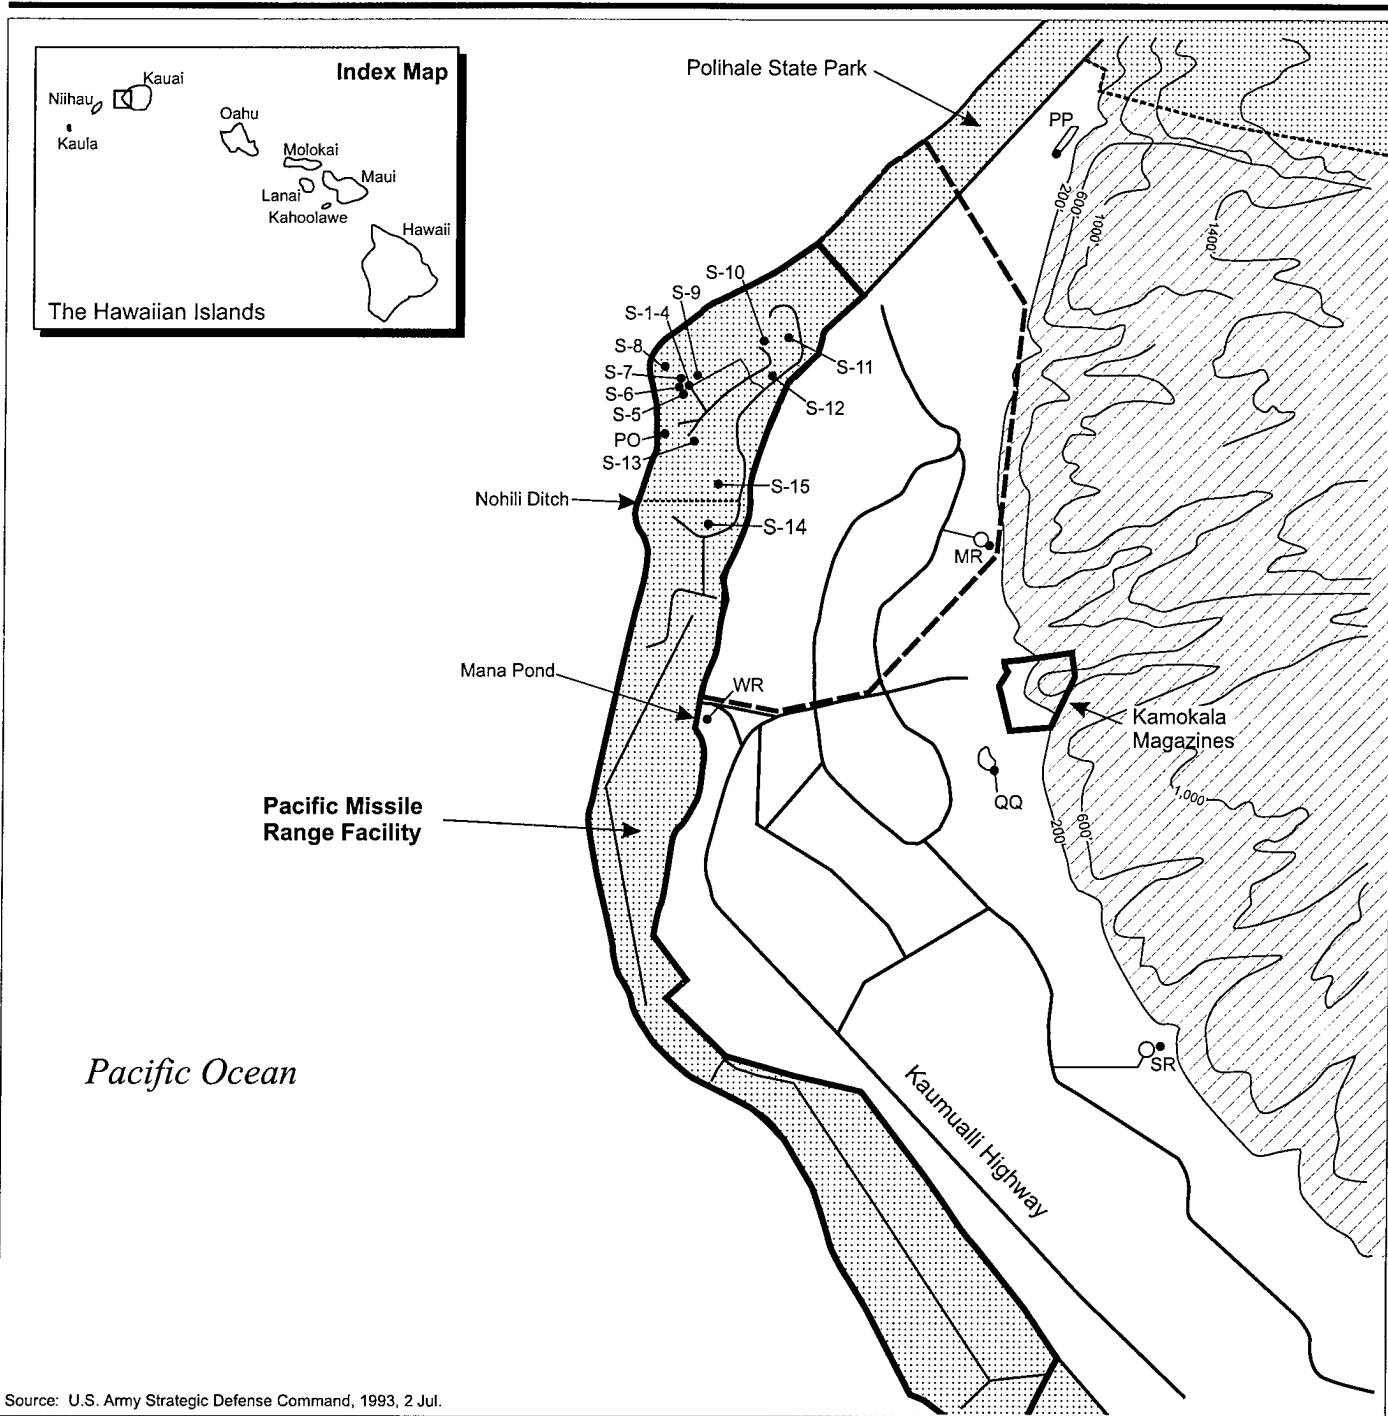 Index Map
Kauai
Niihau
Kaula
Oahu
Molokai
Lanai
Maui
Kahoolawe
Hawaii
The Hawaiian Islands
Polihale State Park
PP
200'
600'
1000'
1400'
S-10
S-9
S-1-4
S-8
S-7
S-6
S-5
PO
S-13
S-11
S-12
S-15
Nohili Ditch
S-14
MR
Mana Pond
WR
Kamokala
Magazines
QQ
Pacific Missile
Range Facility
1,000'
600'
200'
SR
Pacific Ocean
Kaumualli Highway
Source: U.S. Army Strategic Defense Command, 1993, 2 Jul.